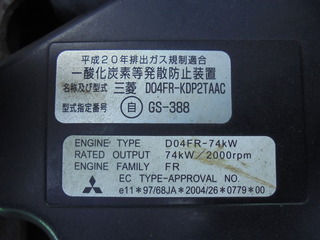 平成20年排出ガス規制適合
一酸化炭素等発散防止装置
名称及び型式 三菱 D04FR-KDP2TAAC
型式指定番号 自 GS-388
ENGINE TYPE D04FR-74kW
RATED OUTPUT 74kW/2000rpm
ENGINE FAMILY FR
EC TYPE-APPROVAL NO.
e11*97/68JA*2004/26*0779*00